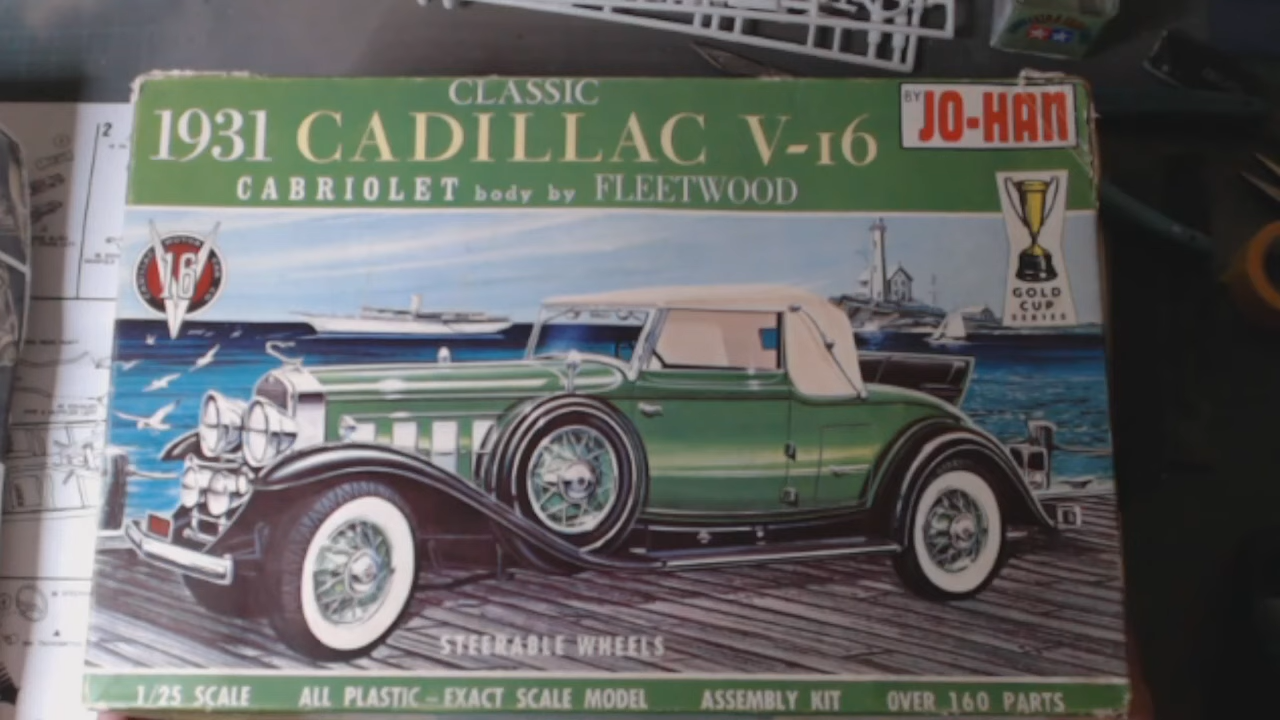 CLASSIC
1931 CADILLAC V-16
BY JO-HAN
CABRIOLET body by FLEETWOOD
16
GOLD
CUP
SERIES
STEERABLE WHEELS
1/25 SCALE ALL PLASTIC - EXACT SCALE MODEL ASSEMBLY KIT OVER 160 PARTS
2